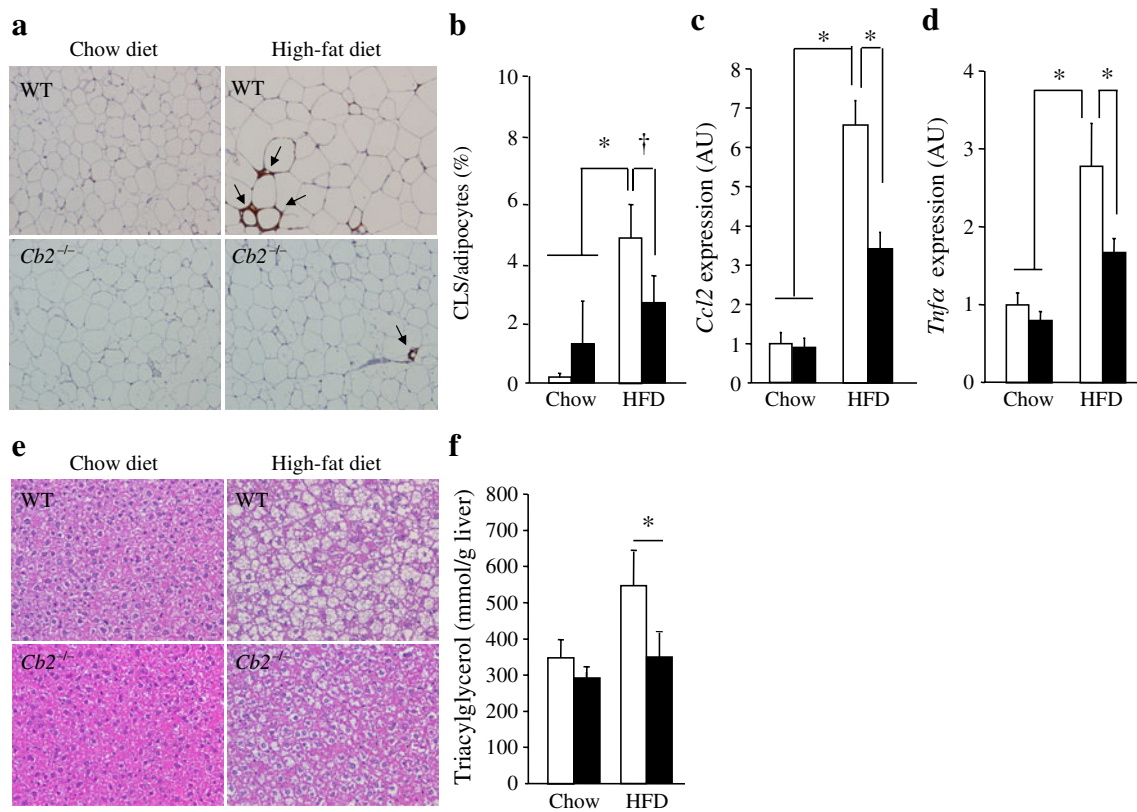 a
Chow diet
High-fat diet
WT
WT
Cb2⁻/⁻
Cb2⁻/⁻
b
CLS/adipocytes (%)
10
8
6
4
2
0
*
†
Chow
HFD
c
Ccl2 expression (AU)
8
7
6
5
4
3
2
1
0
*
*
Chow
HFD
d
Tnfα expression (AU)
4
3
2
1
0
*
*
Chow
HFD
e
Chow diet
High-fat diet
WT
WT
Cb2⁻/⁻
Cb2⁻/⁻
f
Triacylglycerol (mmol/g liver)
800
700
600
500
400
300
200
100
0
*
Chow
HFD